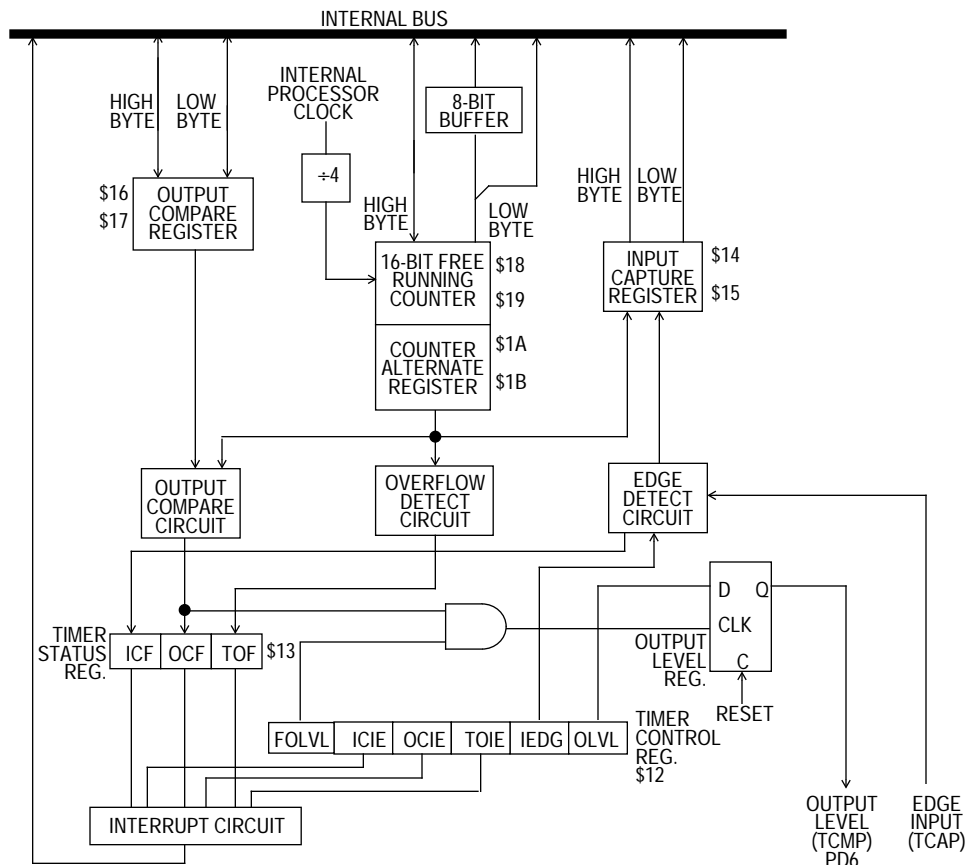 INTERNAL BUS
HIGH
BYTE
LOW
BYTE
INTERNAL
PROCESSOR
CLOCK
÷4
8-BIT
BUFFER
HIGH
BYTE
LOW
BYTE
HIGH
BYTE
LOW
BYTE
$16
$17
OUTPUT
COMPARE
REGISTER
16-BIT FREE
RUNNING
COUNTER
$18
$19
COUNTER
ALTERNATE
REGISTER
$1A
$1B
INPUT
CAPTURE
REGISTER
$14
$15
OUTPUT
COMPARE
CIRCUIT
OVERFLOW
DETECT
CIRCUIT
EDGE
DETECT
CIRCUIT
D Q
CLK
C
OUTPUT
LEVEL
REG.
RESET
TIMER
STATUS
REG.
ICF OCF TOF
$13
FOLVL ICIE OCIE TOIE IEDG OLVL
TIMER
CONTROL
REG.
$12
INTERRUPT CIRCUIT
OUTPUT
LEVEL
(TCMP)
PD6
EDGE
INPUT
(TCAP)